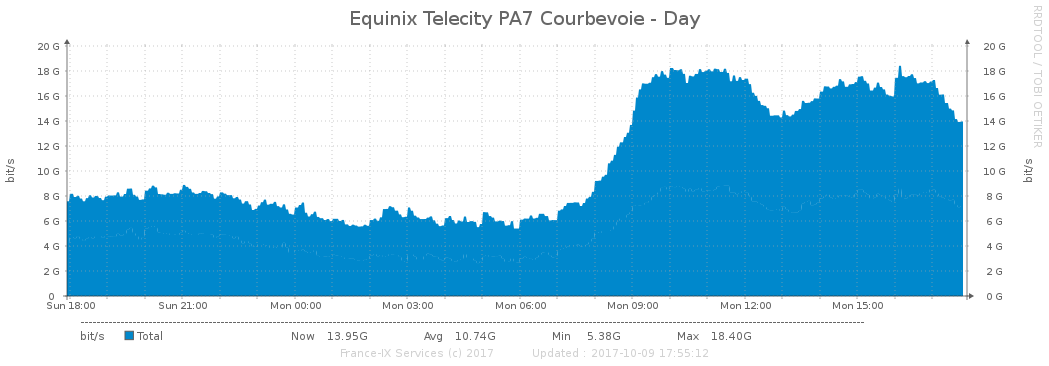 Equinix Telecity PA7 Courbevoie - Day
RRDTOOL / TOBI OETIKER
bit/s
bit/s
20 G 20 G
18 G 18 G
16 G 16 G
14 G 14 G
12 G 12 G
10 G 10 G
8 G 8 G
6 G 6 G
4 G 4 G
2 G 2 G
0 0 G
Sun 18:00 Sun 21:00 Mon 00:00 Mon 03:00 Mon 06:00 Mon 09:00 Mon 12:00 Mon 15:00
bit/s Total Now 13.95G Avg 10.74G Min 5.38G Max 18.40G
France-IX Services (c) 2017 Updated : 2017-10-09 17:55:12